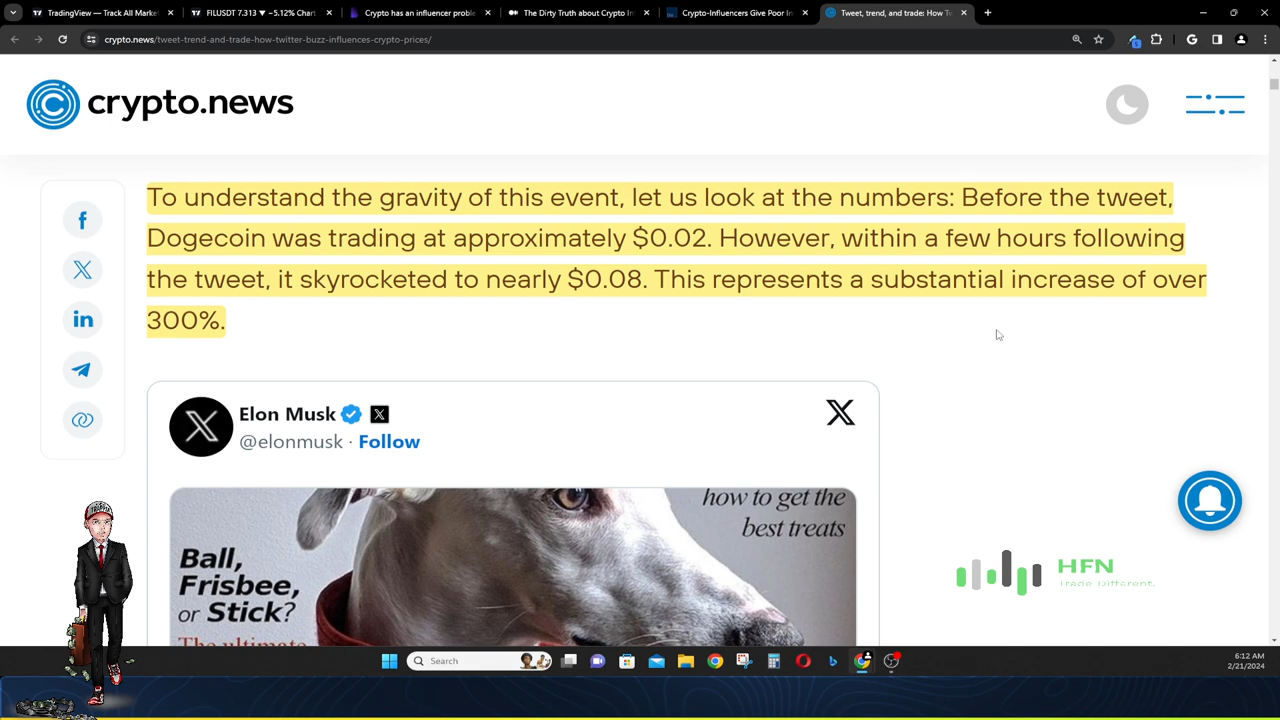 TradingView — Track All Market
FILUSDT 7.313 ▼ −5.12% Chart
Crypto has an influencer proble
The Dirty Truth about Crypto In
Crypto-Influencers Give Poor In
Tweet, trend, and trade: How Tw
crypto.news/tweet-trend-and-trade-how-twitter-buzz-influences-crypto-prices/
crypto.news
To understand the gravity of this event, let us look at the numbers: Before the tweet,
Dogecoin was trading at approximately $0.02. However, within a few hours following
the tweet, it skyrocketed to nearly $0.08. This represents a substantial increase of over
300%.
Elon Musk
@elonmusk · Follow
how to get the
best treats
Ball,
Frisbee,
or Stick?
The ultimate
HFN
Trade Different.
Search
6:12 AM
2/21/2024